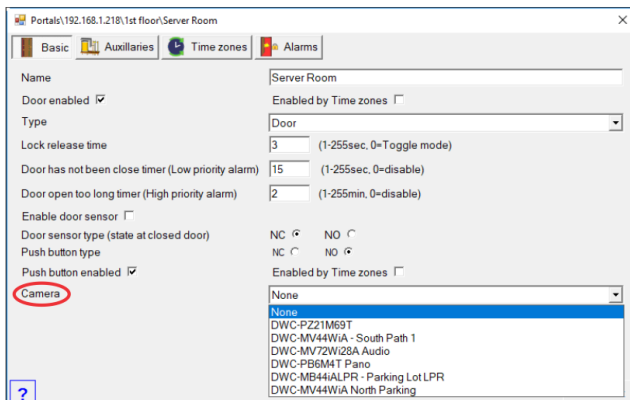 Portals\192.168.1.218\1st floor\Server Room
Basic Auxillaries Time zones Alarms
Name Server Room
Door enabled Enabled by Time zones
Type Door
Lock release time 3 (1-255sec, 0=Toggle mode)
Door has not been close timer (Low priority alarm) 15 (1-255sec, 0=disable)
Door open too long timer (High priority alarm) 2 (1-255min, 0=disable)
Enable door sensor
Door sensor type (state at closed door) NC NO
Push button type NC NO
Push button enabled Enabled by Time zones
Camera None
None
DWC-PZ21M69T
DWC-MV44WiA - South Path 1
DWC-MV72Wi28A Audio
DWC-PB6M4T Pano
DWC-MB44iALPR - Parking Lot LPR
DWC-MV44WiA North Parking
?